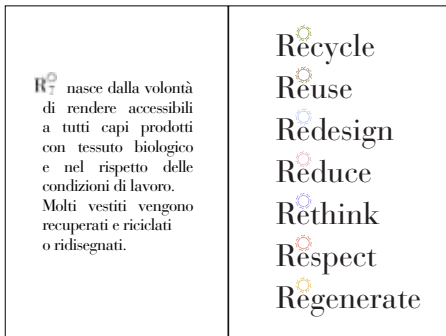 R7 nasce dalla volontà
di rendere accessibili
a tutti capi prodotti
con tessuto biologico
e nel rispetto delle
condizioni di lavoro.
Molti vestiti vengono
recuperati e riciclati
o ridisegnati.
Recycle
Reuse
Redesign
Reduce
Rethink
Respect
Regenerate